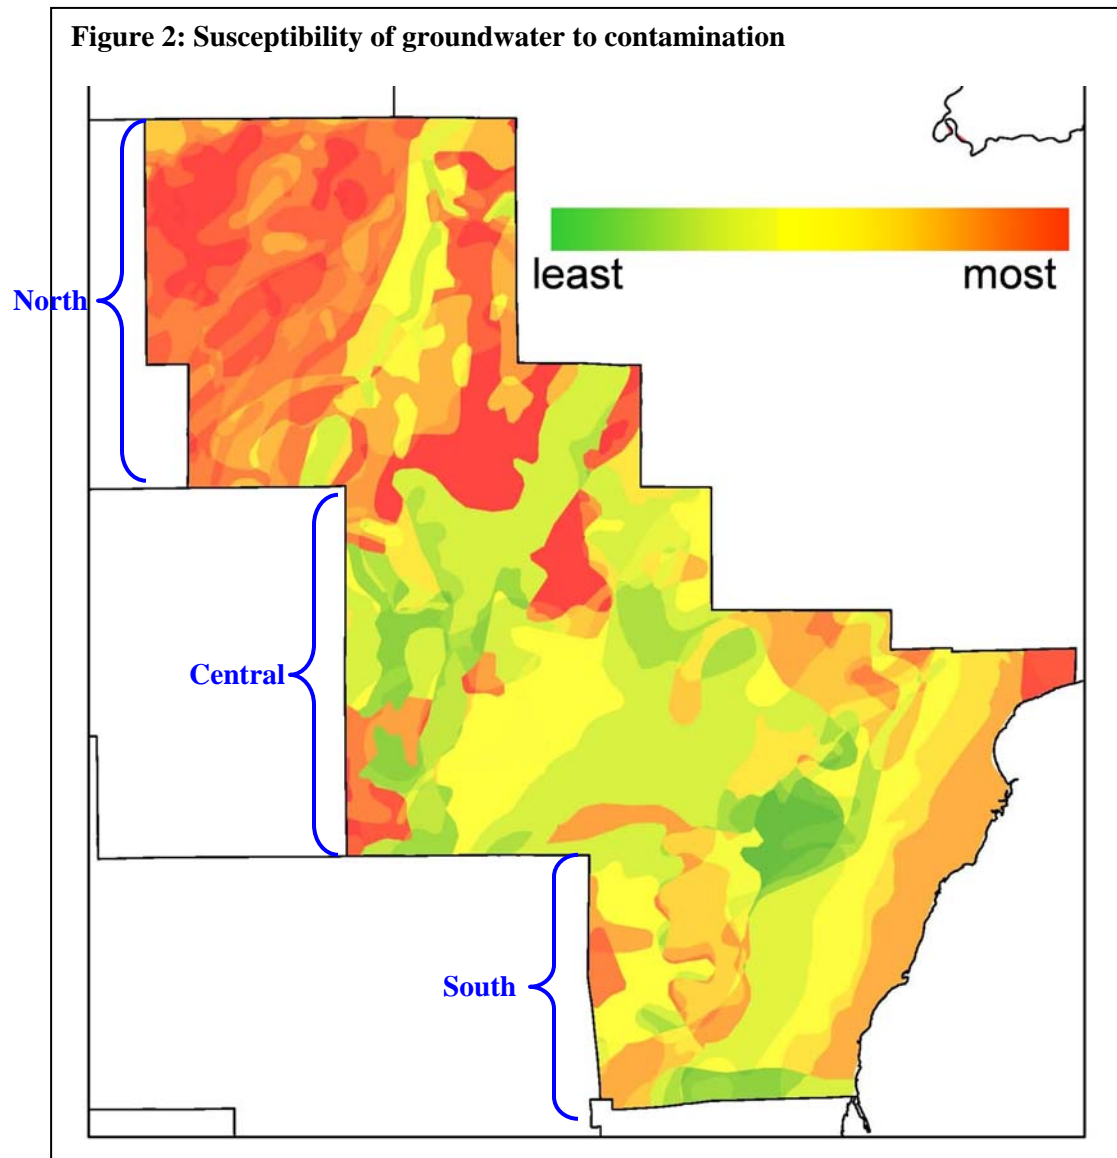 Figure 2: Susceptibility of groundwater to contamination
least
most
North
Central
South